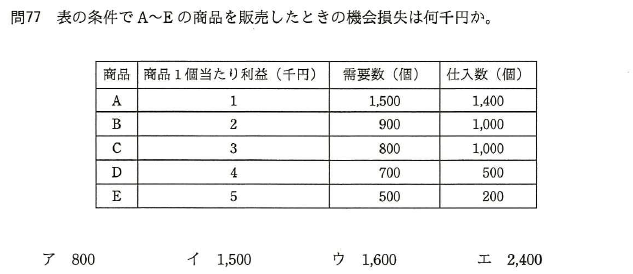 問77 表の条件でA～Eの商品を販売したときの機会損失は何千円か。
商品 商品1個当たり利益（千円） 需要数（個） 仕入数（個）
A 1 1,500 1,400
B 2 900 1,000
C 3 800 1,000
D 4 700 500
E 5 500 200
ア 800 イ 1,500 ウ 1,600 エ 2,400